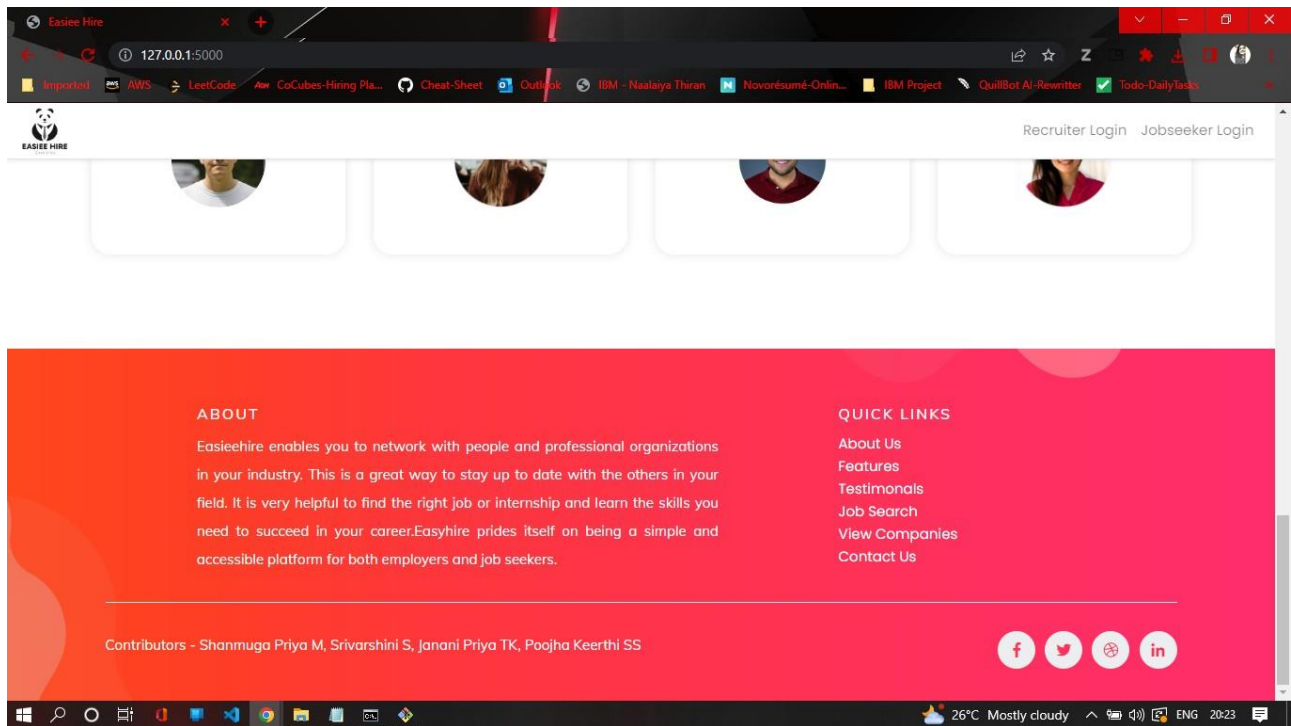 Easiee Hire
127.0.0.1:5000
Z
Imported AWS LeetCode CoCubes-Hiring Pla... Cheat-Sheet Outlook IBM - Naalaiya Thiran Novorésumé-Onlin... IBM Project QuillBot AI-Rewritter Todo-DailyTasks
EASIEE HIRE
Recruiter Login Jobseeker Login
ABOUT
Easieehire enables you to network with people and professional organizations
in your industry. This is a great way to stay up to date with the others in your
field. It is very helpful to find the right job or internship and learn the skills you
need to succeed in your career.Easyhire prides itself on being a simple and
accessible platform for both employers and job seekers.
QUICK LINKS
About Us
Features
Testimonals
Job Search
View Companies
Contact Us
Contributors - Shanmuga Priya M, Srivarshini S, Janani Priya TK, Poojha Keerthi SS
26°C Mostly cloudy ENG 20:23